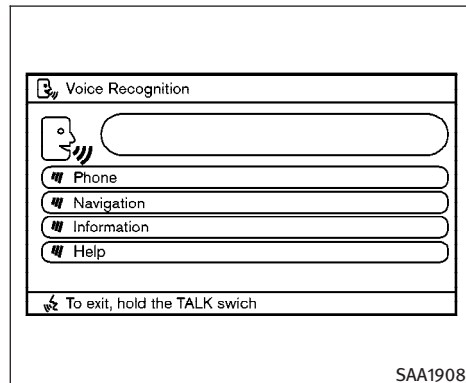 Voice Recognition
Phone
Navigation
Information
Help
To exit, hold the TALK swich
SAA1908